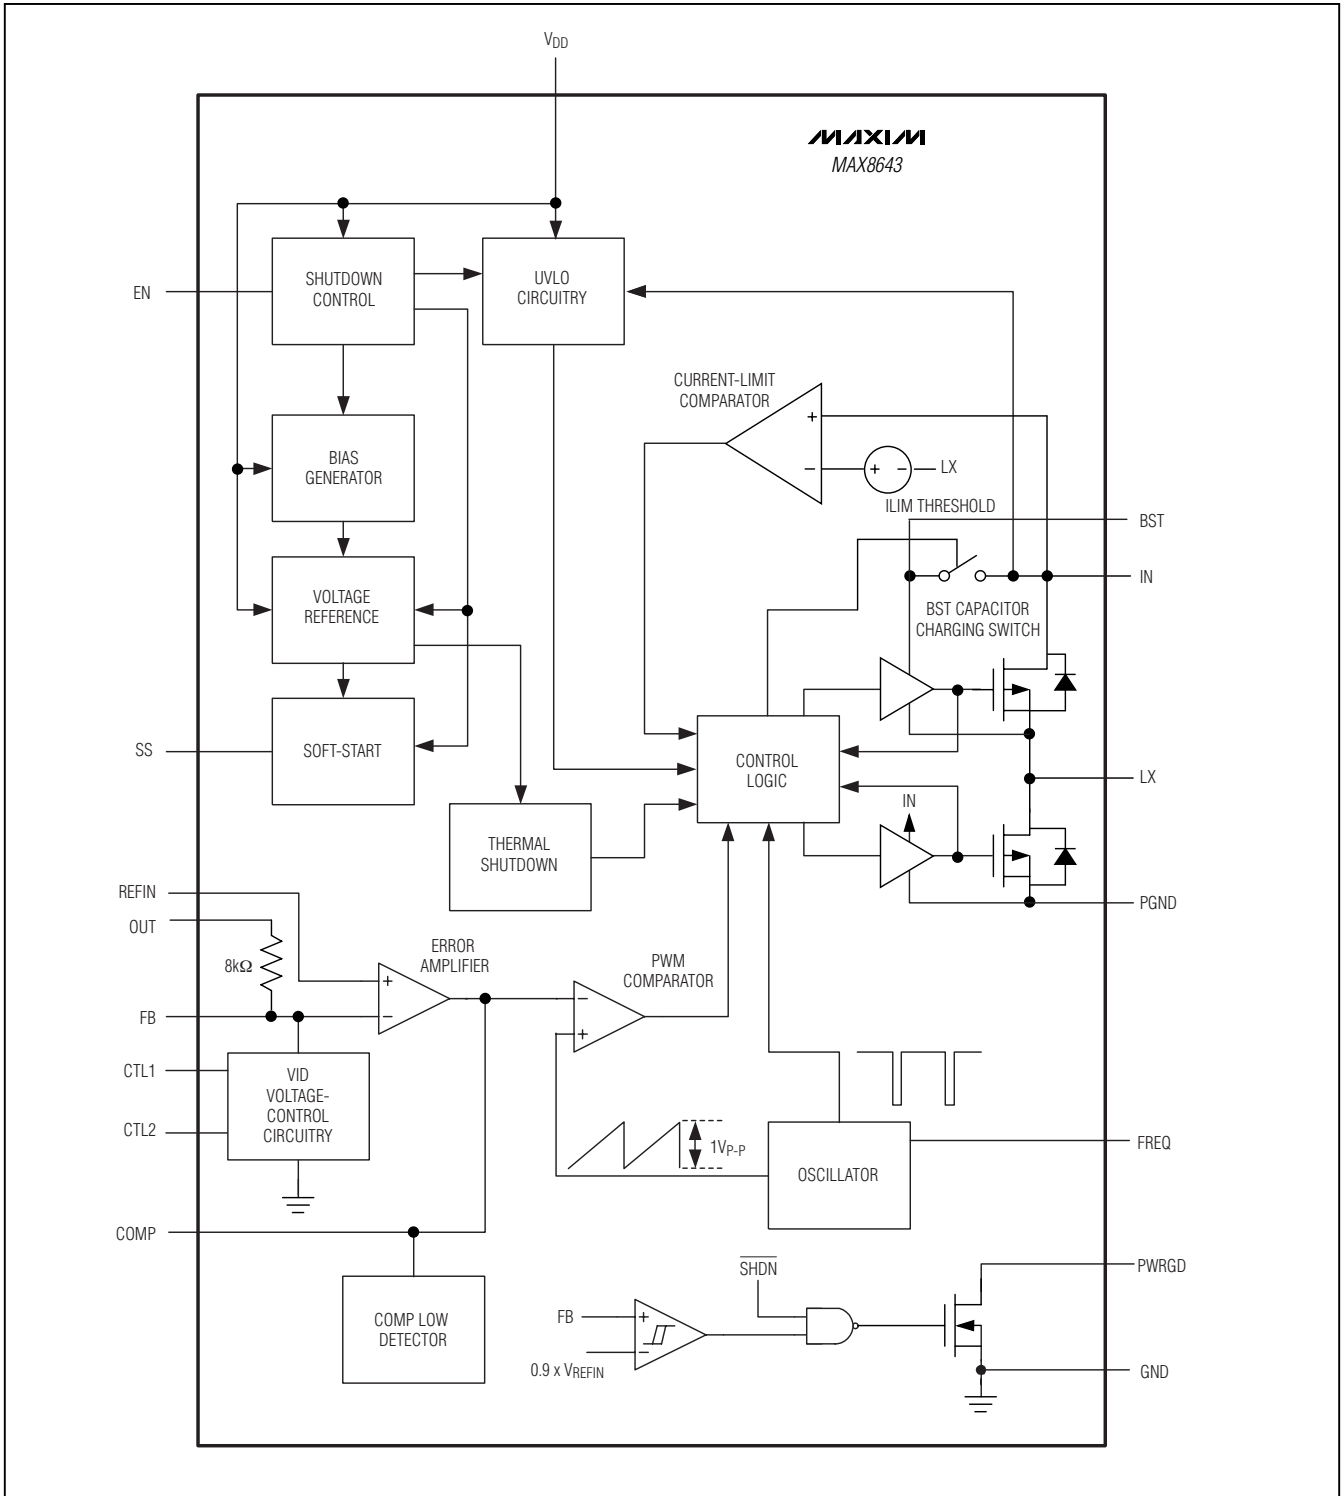 VDD
MAXIM
MAX8643
SHUTDOWN
CONTROL
UVLO
CIRCUITRY
EN
CURRENT-LIMIT
COMPARATOR
+
−
+ −
LX
ILIM THRESHOLD
BIAS
GENERATOR
BST
IN
BST CAPACITOR
CHARGING SWITCH
VOLTAGE
REFERENCE
SS
SOFT-START
CONTROL
LOGIC
LX
IN
THERMAL
SHUTDOWN
REFIN
PGND
OUT
8kΩ
ERROR
AMPLIFIER
+
−
PWM
COMPARATOR
−
+
FB
CTL1
CTL2
VID
VOLTAGE-
CONTROL
CIRCUITRY
1VP-P
OSCILLATOR
FREQ
COMP
COMP LOW
DETECTOR
SHDN
FB
+
−
0.9 x VREFIN
PWRGD
GND